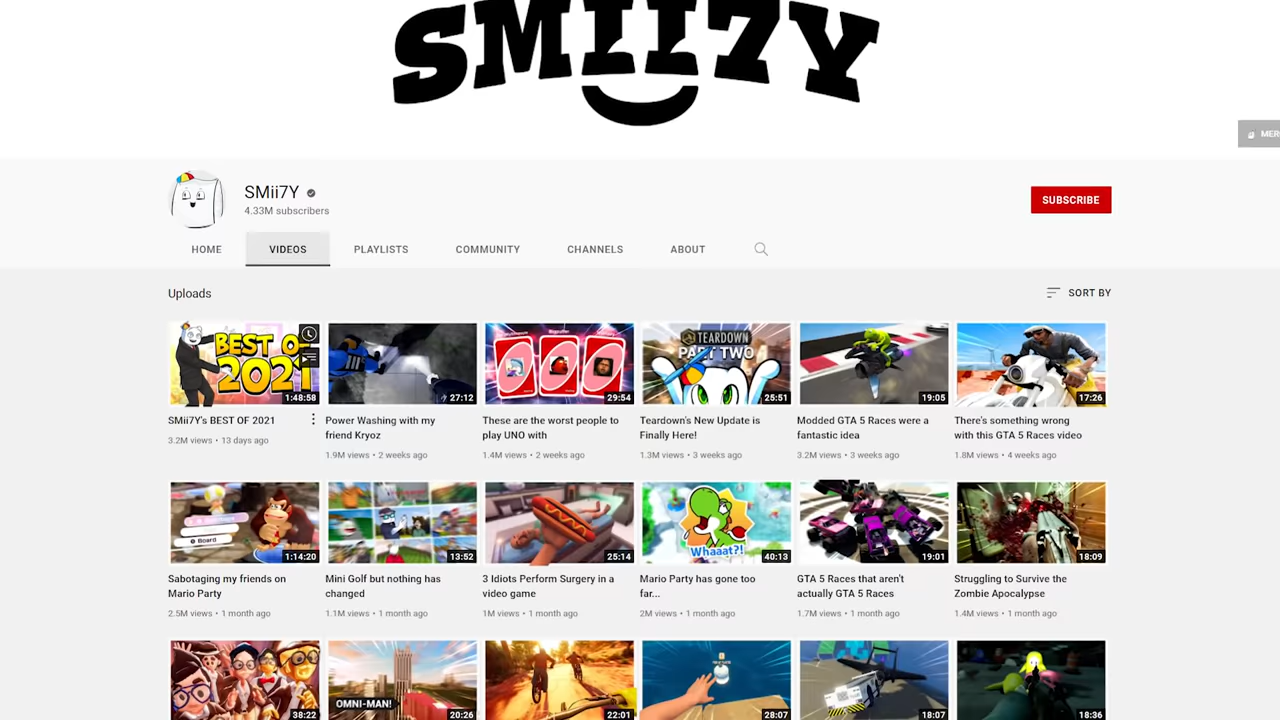 SMii7Y
MER
SMii7Y
4.33M subscribers
SUBSCRIBE
HOME
VIDEOS
PLAYLISTS
COMMUNITY
CHANNELS
ABOUT
Uploads
SORT BY
BEST OF
2021
1:48:58
27:12
29:54
TEARDOWN
PART TWO
25:51
19:05
17:26
SMii7Y's BEST OF 2021
3.2M views • 13 days ago
Power Washing with my
friend Kryoz
1.9M views • 2 weeks ago
These are the worst people to
play UNO with
1.4M views • 2 weeks ago
Teardown's New Update is
Finally Here!
1.3M views • 3 weeks ago
Modded GTA 5 Races were a
fantastic idea
3.2M views • 3 weeks ago
There's something wrong
with this GTA 5 Races video
1.8M views • 4 weeks ago
Board
1:14:20
13:52
25:14
Whaaat?!
40:13
19:01
18:09
Sabotaging my friends on
Mario Party
2.5M views • 1 month ago
Mini Golf but nothing has
changed
1.1M views • 1 month ago
3 Idiots Perform Surgery in a
video game
1M views • 1 month ago
Mario Party has gone too
far...
2M views • 1 month ago
GTA 5 Races that aren't
actually GTA 5 Races
1.7M views • 1 month ago
Struggling to Survive the
Zombie Apocalypse
1.4M views • 1 month ago
38:22
OMNI-MAN!
20:26
22:01
28:07
18:07
18:36